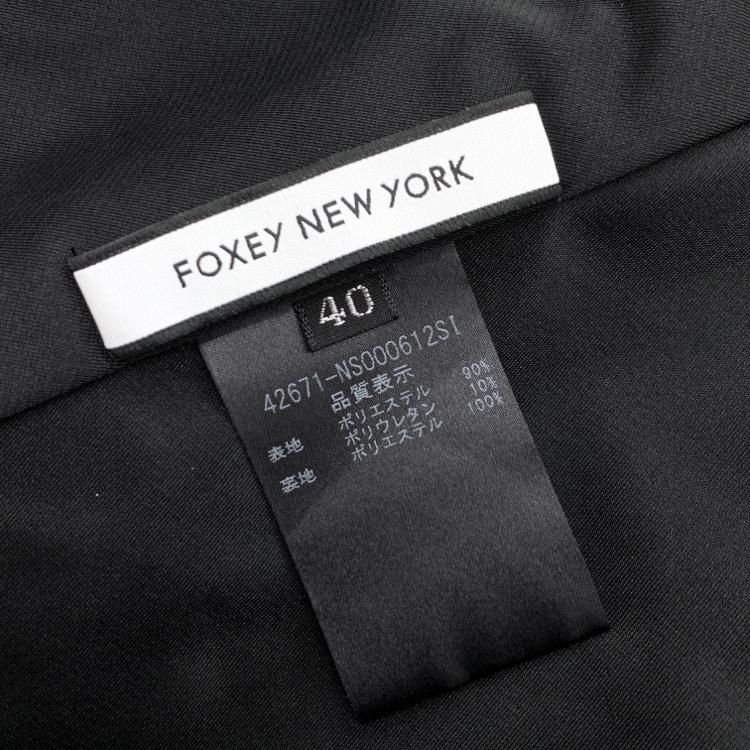 FOXEY NEW YORK
40
42671-NS000612SI
品質表示
表地 ポリエステル 90%
ポリウレタン 10%
裏地 ポリエステル 100%